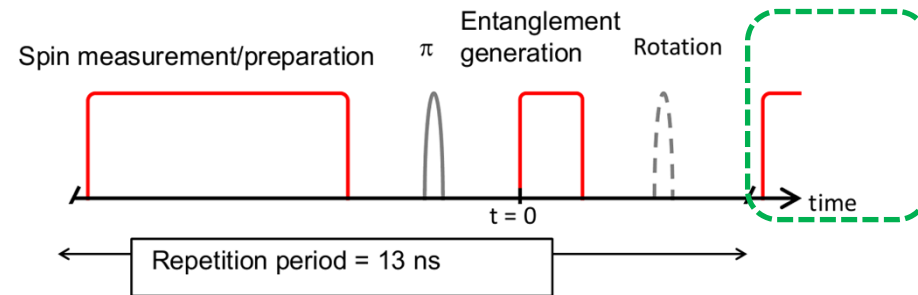 Entanglement
generation
Spin measurement/preparation
π
Rotation
t = 0
time
Repetition period = 13 ns